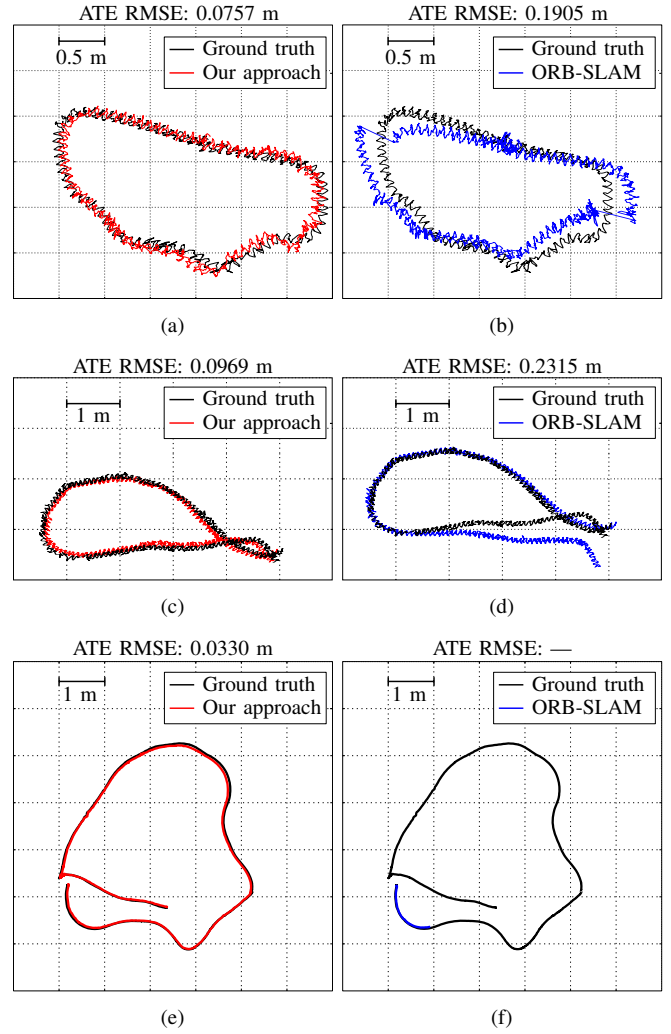 ATE RMSE: 0.0757 m
0.5 m
Ground truth
Our approach
(a)
ATE RMSE: 0.1905 m
0.5 m
Ground truth
ORB-SLAM
(b)
ATE RMSE: 0.0969 m
1 m
Ground truth
Our approach
(c)
ATE RMSE: 0.2315 m
1 m
Ground truth
ORB-SLAM
(d)
ATE RMSE: 0.0330 m
1 m
Ground truth
Our approach
(e)
ATE RMSE: —
1 m
Ground truth
ORB-SLAM
(f)